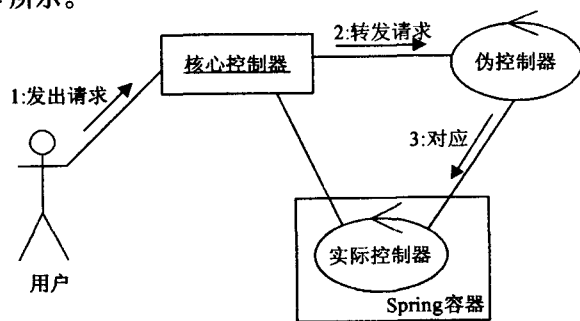 所示。
2:转发请求
核心控制器
伪控制器
1:发出请求
3:对应
实际控制器
用户
Spring容器